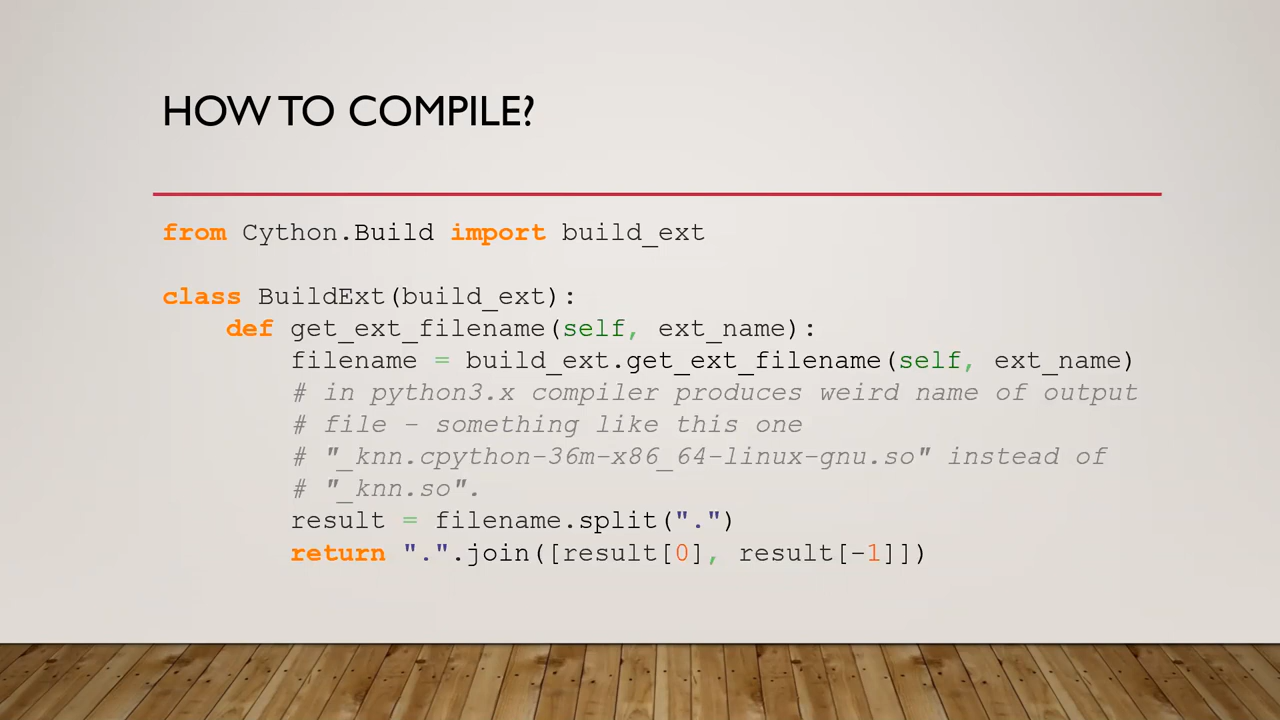 HOW TO COMPILE?
from Cython.Build import build_ext
class BuildExt(build_ext):
    def get_ext_filename(self, ext_name):
        filename = build_ext.get_ext_filename(self, ext_name)
        # in python3.x compiler produces weird name of output
        # file - something like this one
        # "_knn.cpython-36m-x86_64-linux-gnu.so" instead of
        # "_knn.so".
        result = filename.split(".")
        return ".".join([result[0], result[-1]])